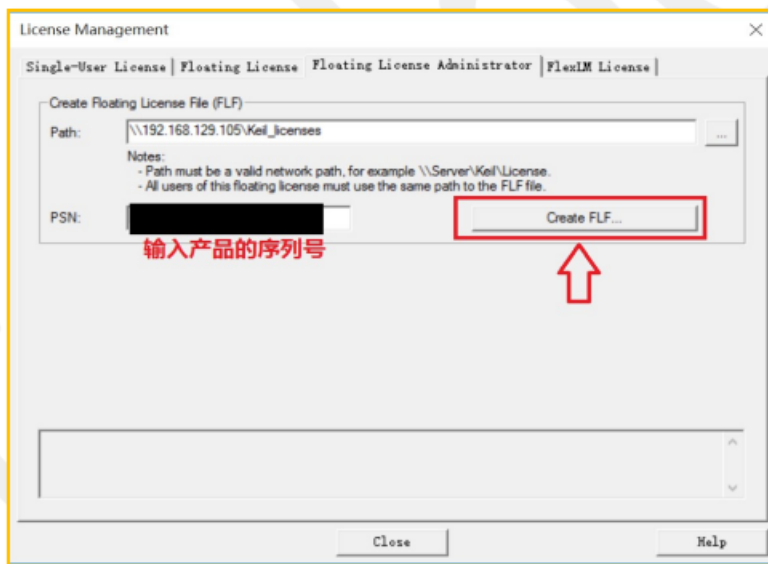 License Management
Single-User License Floating License Floating License Administrator FlexLM License
Create Floating License File (FLF)
Path: \\192.168.129.105\Keil_licenses ...
Notes:
- Path must be a valid network path, for example \\Server\Keil\License.
- All users of this floating license must use the same path to the FLF file.
PSN: Create FLF...
输入产品的序列号
Close Help